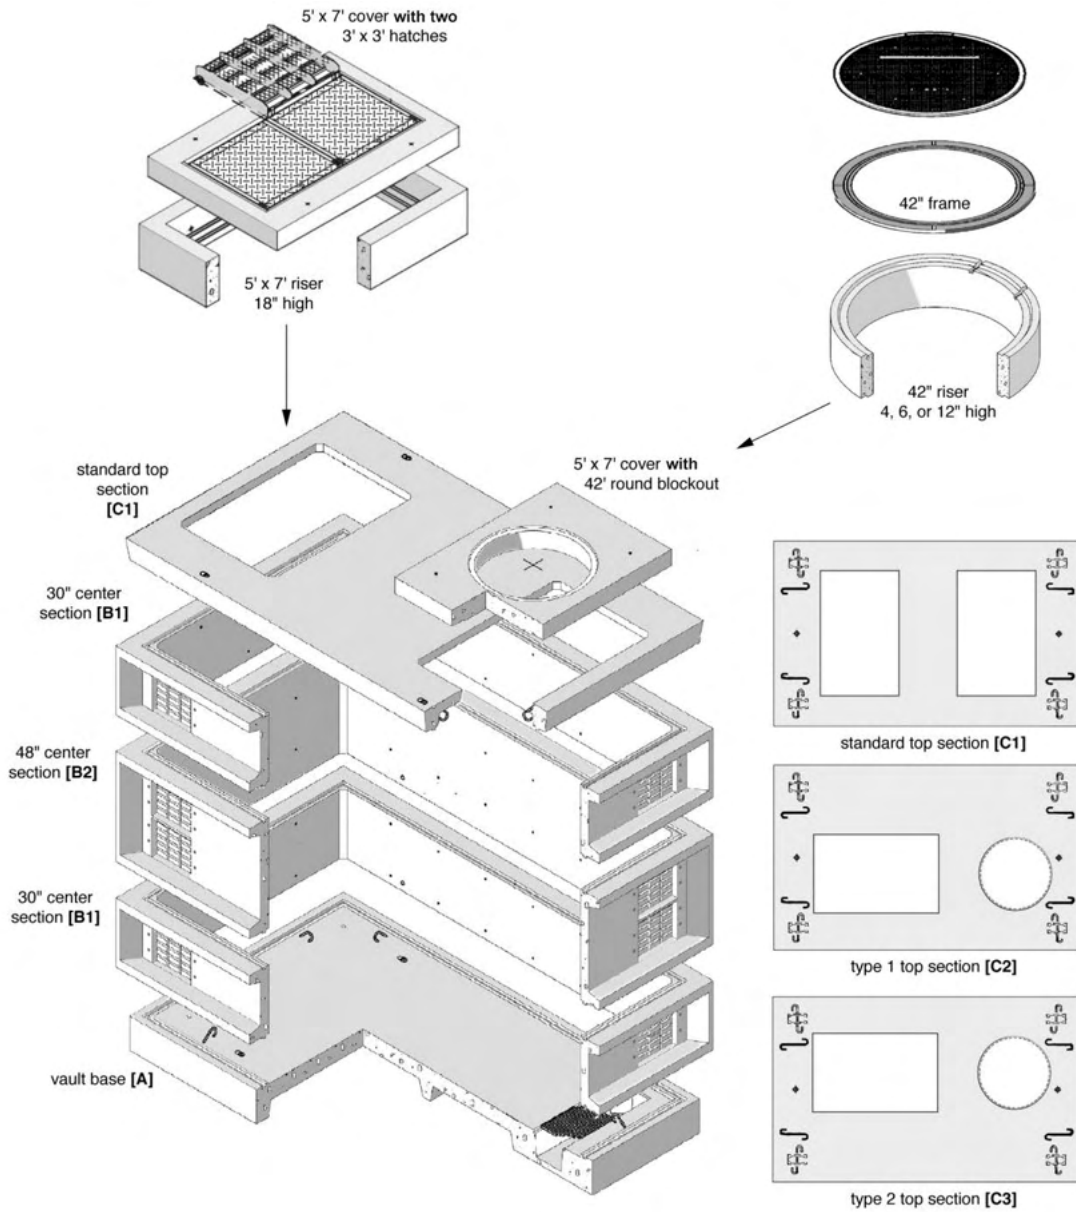 5' x 7' cover with two
3' x 3' hatches
42" frame
5' x 7' riser
18" high
42" riser
4, 6, or 12" high
standard top
section
[C1]
5' x 7' cover with
42' round blockout
30" center
section [B1]
48" center
section [B2]
30" center
section [B1]
vault base [A]
standard top section [C1]
type 1 top section [C2]
type 2 top section [C3]